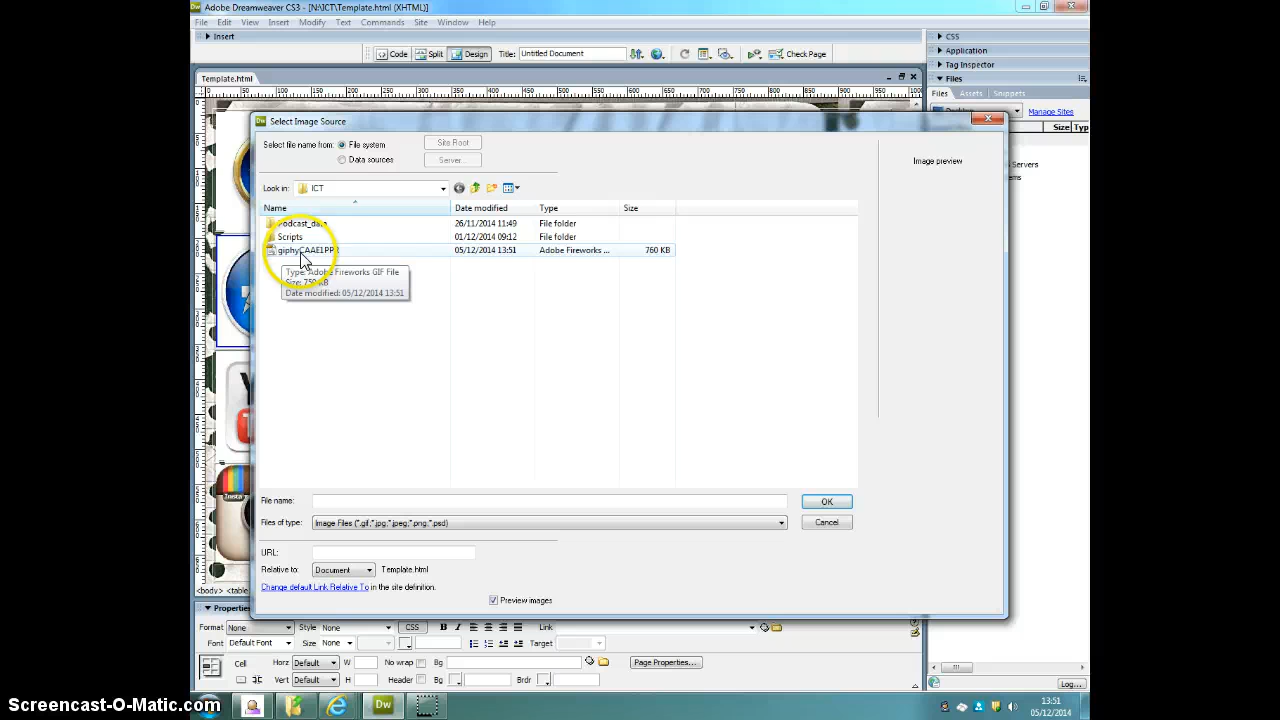 Adobe Dreamweaver CS3 - [N:\ICT\Template.html (XHTML)]
File Edit View Insert Modify Text Commands Site Window Help
Insert
CSS
Code Split Design Title: Untitled Document Check Page
Application
Tag Inspector
Template.html
Files
Files Assets Snippets
Manage Sites
Size Typ
Servers
Select Image Source
Select file name from: File system Site Root
Data sources Server...
Image preview
Look in: ICT
Name Date modified Type Size
Podcast_data 26/11/2014 11:49 File folder
Scripts 01/12/2014 09:12 File folder
05/12/2014 13:51 Adobe Fireworks ... 760 KB
Type: Adobe Fireworks GIF File
Size: 759 KB
Date modified: 05/12/2014 13:51
Insta
File name: OK
Files of type: Image Files (*.gif;*.jpg;*.jpeg;*.png;*.psd) Cancel
URL:
Relative to: Document Template.html
Change default Link Relative To in the site definition.
<body> <table
Preview images
Properties
Format None Style None CSS B I Link
Font Default Font Size None Target
Cell Horz Default W No wrap Bg Page Properties...
Vert Default H Header Bg Brdr
Log...
13:51
05/12/2014
Screencast-O-Matic.com